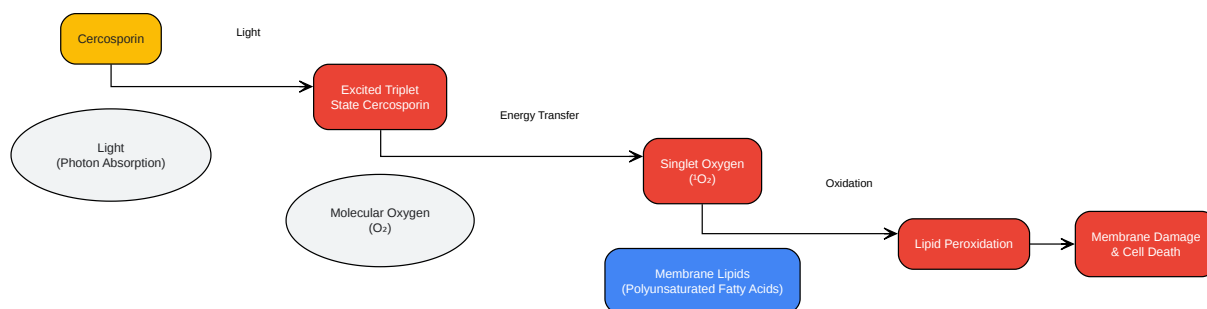 Cercosporin
Light
Excited Triplet
State Cercosporin
Light
(Photon Absorption)
Energy Transfer
Singlet Oxygen
(¹O₂)
Molecular Oxygen
(O₂)
Oxidation
Lipid Peroxidation
Membrane Damage
& Cell Death
Membrane Lipids
(Polyunsaturated Fatty Acids)